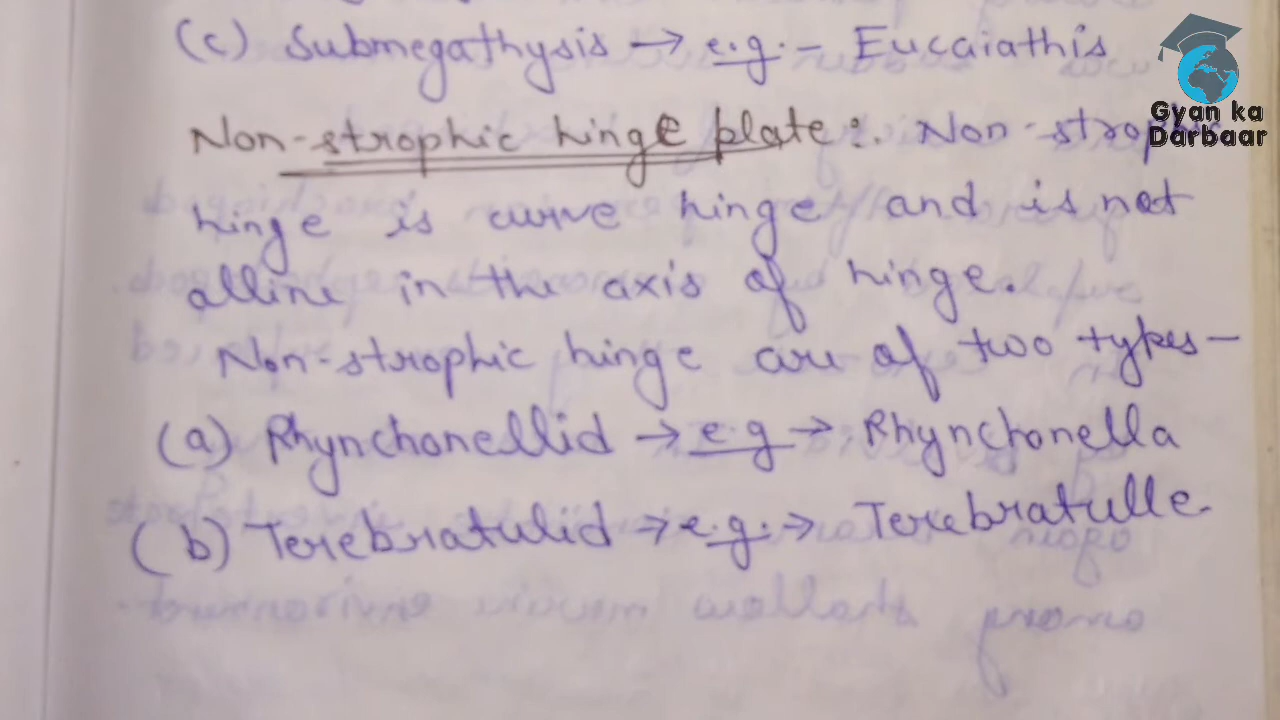 (c) Submegathysis → e.g. - Eucaiathis
Non-strophic hinge plate:. Non-stroph
hinge is curve hinge and is not
alline in the axis of hinge.
Non-strophic hinge are of two types-
(a) Rhynchonellid → e.g → Rhynchonella
(b) Terebratulid → e.g. → Terebratulle.
Gyan ka
Darbaar